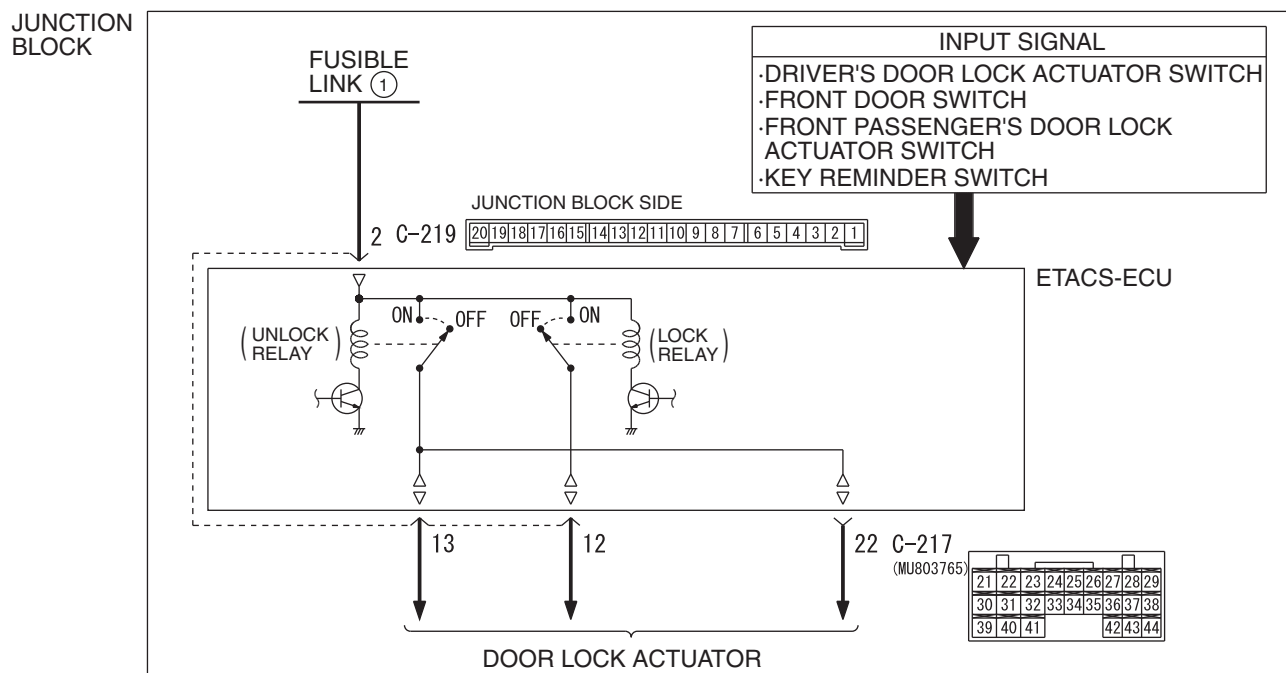 JUNCTION
BLOCK
FUSIBLE
LINK ①
INPUT SIGNAL
·DRIVER'S DOOR LOCK ACTUATOR SWITCH
·FRONT DOOR SWITCH
·FRONT PASSENGER'S DOOR LOCK
ACTUATOR SWITCH
·KEY REMINDER SWITCH
JUNCTION BLOCK SIDE
2 C-219
20 19 18 17 16 15 14 13 12 11 10 9 8 7 6 5 4 3 2 1
ETACS-ECU
ON OFF OFF ON
(UNLOCK
RELAY)
(LOCK
RELAY)
13 12 22 C-217
(MU803765)
21 22 23 24 25 26 27 28 29
30 31 32 33 34 35 36 37 38
39 40 41 42 43 44
DOOR LOCK ACTUATOR